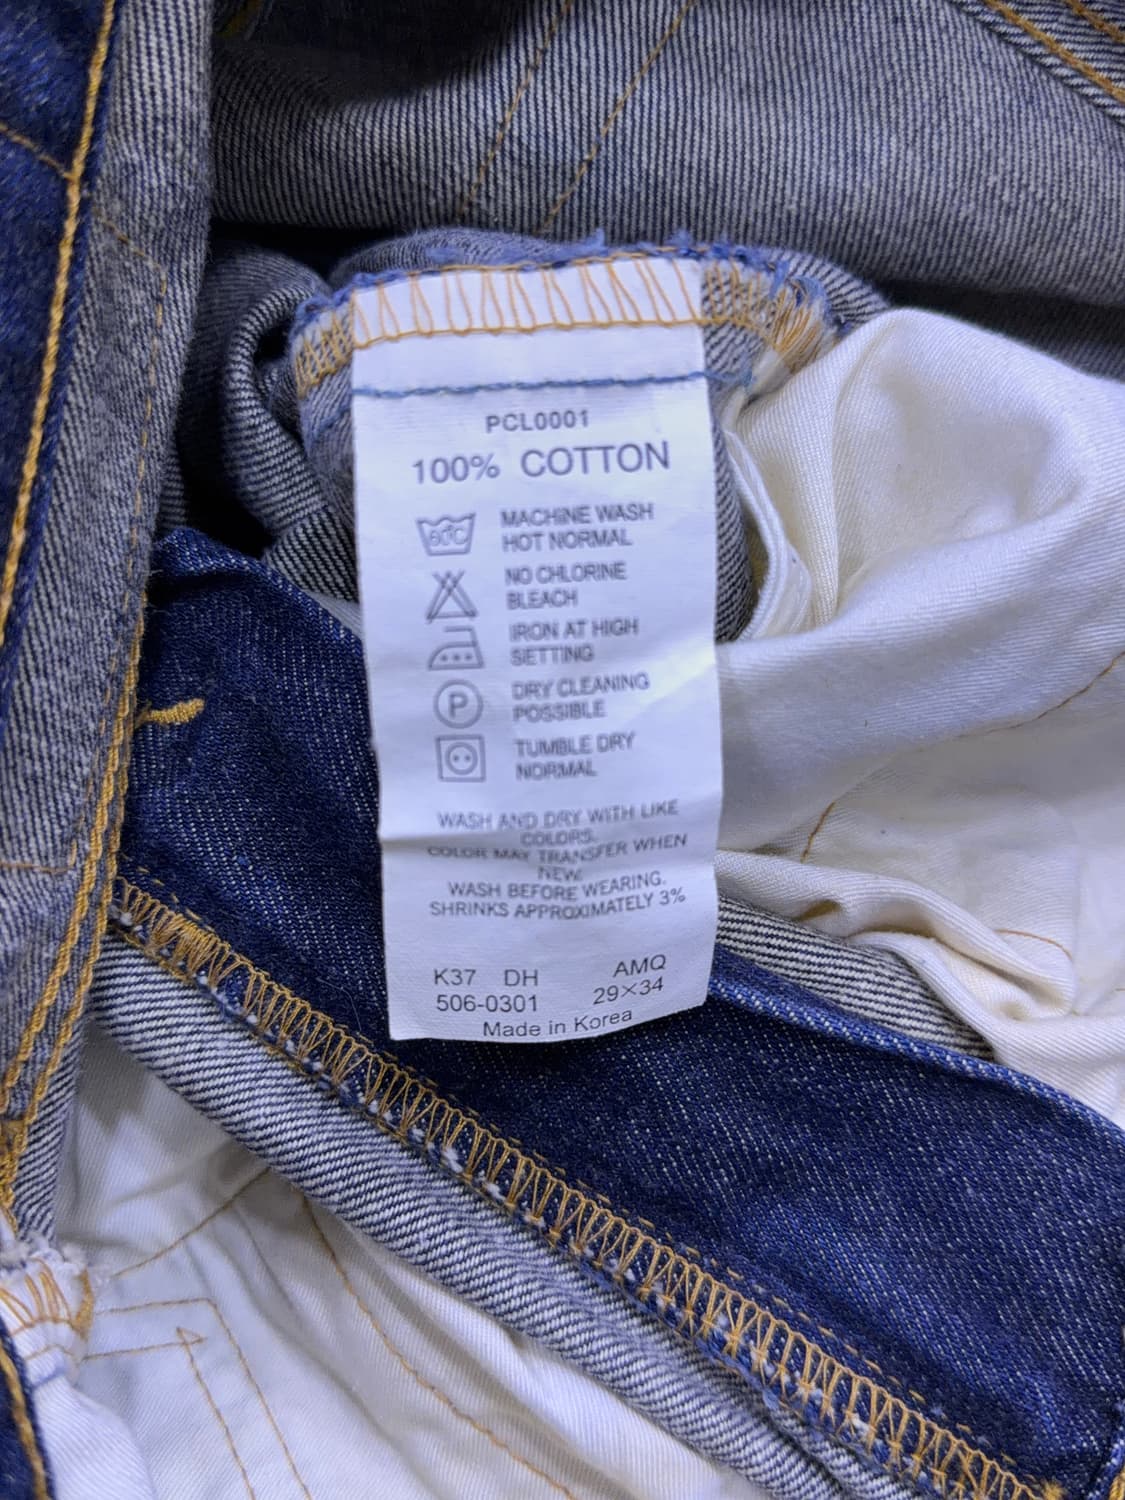 PCL0001
100% COTTON
60C
MACHINE WASH
HOT NORMAL
NO CHLORINE
BLEACH
IRON AT HIGH
SETTING
P
DRY CLEANING
POSSIBLE
TUMBLE DRY
NORMAL
WASH AND DRY WITH LIKE
COLORS.
COLOR MAY TRANSFER WHEN
NEW.
WASH BEFORE WEARING.
SHRINKS APPROXIMATELY 3%
K37 DH AMQ
506-0301 29×34
Made in Korea